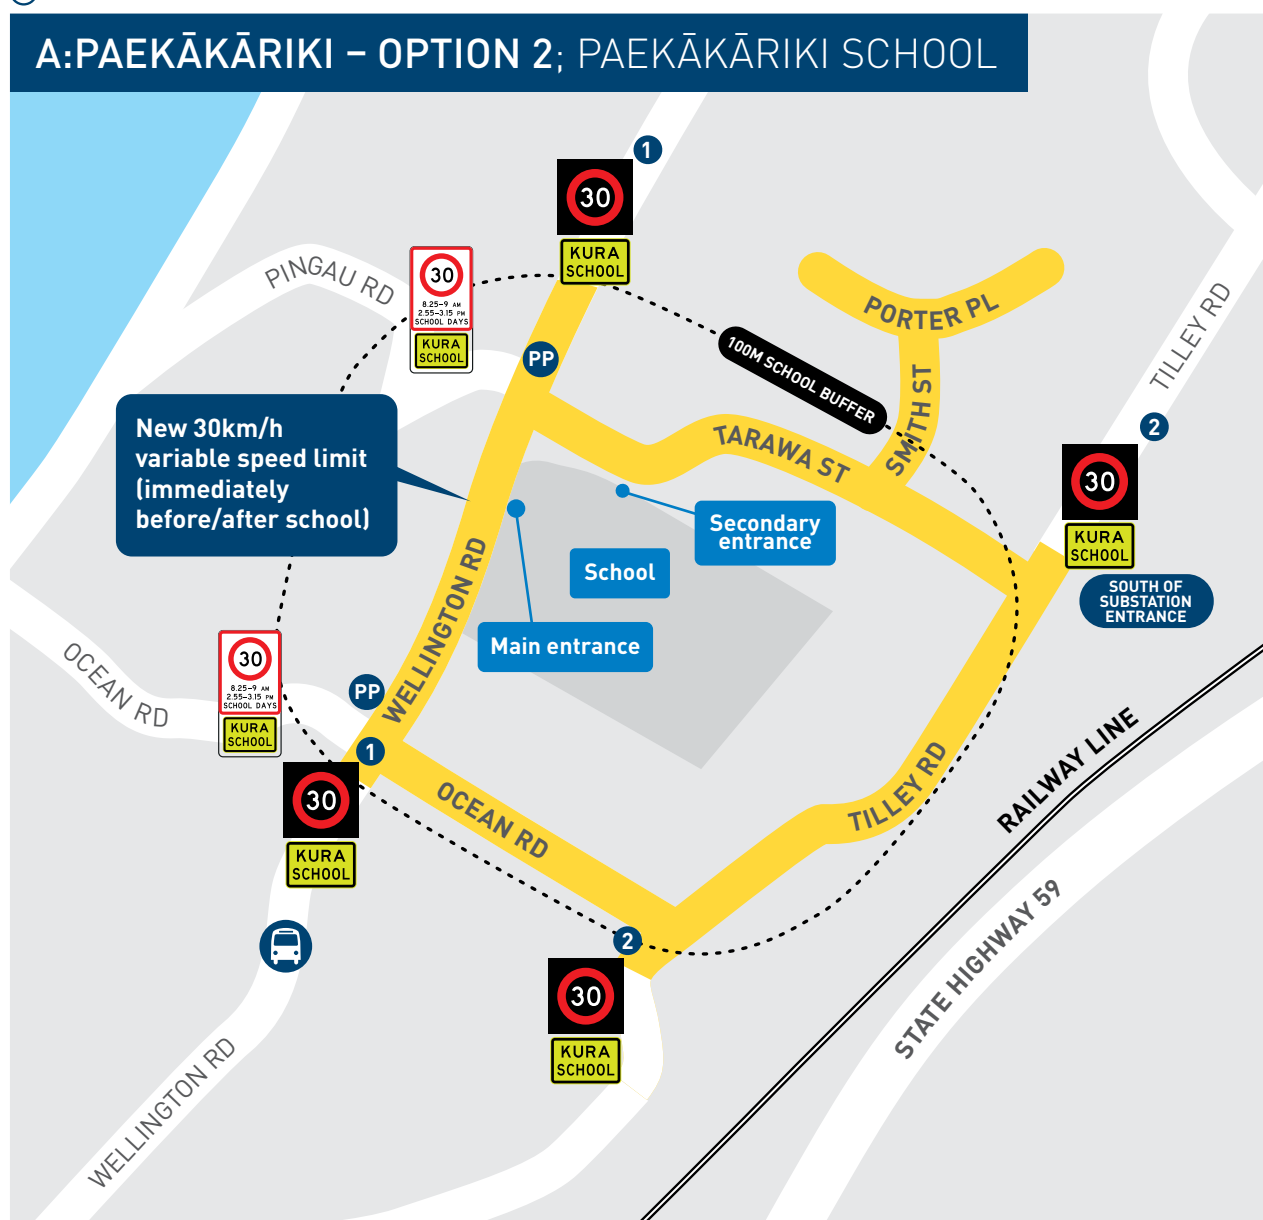 A:PAEKĀKĀRIKI – OPTION 2; PAEKĀKĀRIKI SCHOOL
1
30
KURA
SCHOOL
PINGAU RD
30
8.25–9 AM
2.55–3.15 PM
SCHOOL DAYS
KURA
SCHOOL
PORTER PL
TILLEY RD
PP
100M SCHOOL BUFFER
SMITH ST
TARAWA ST
2
30
KURA
SCHOOL
SOUTH OF
SUBSTATION
ENTRANCE
New 30km/h
variable speed limit
(immediately
before/after school)
Secondary
entrance
School
Main entrance
WELLINGTON RD
OCEAN RD
30
8.25–9 AM
2.55–3.15 PM
SCHOOL DAYS
KURA
SCHOOL
PP
1
30
KURA
SCHOOL
OCEAN RD
TILLEY RD
RAILWAY LINE
STATE HIGHWAY 59
2
30
KURA
SCHOOL
WELLINGTON RD